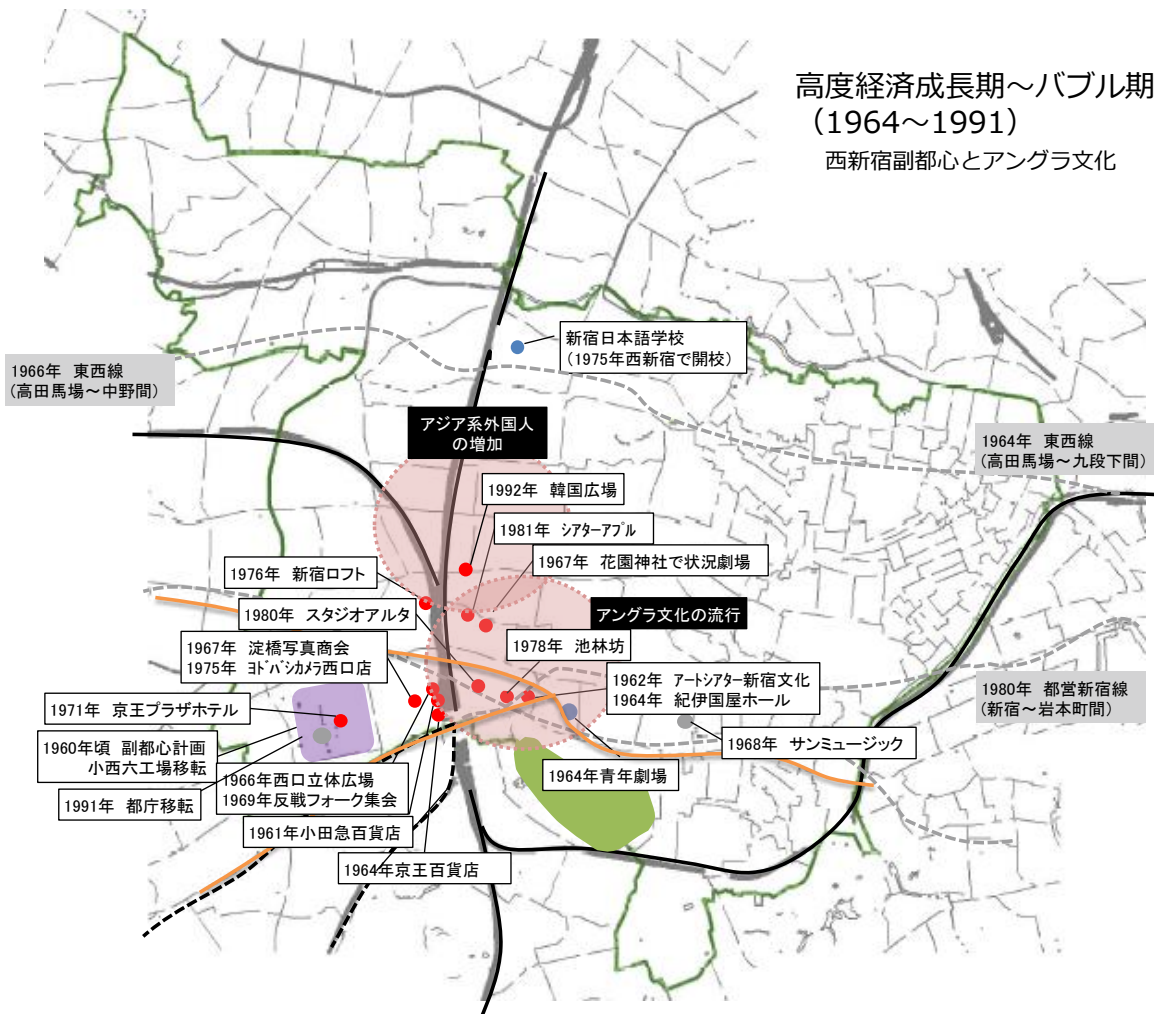 高度経済成長期～バブル期
（1964～1991）
西新宿副都心とアングラ文化
新宿日本語学校
（1975年西新宿で開校）
1966年 東西線
（高田馬場～中野間）
アジア系外国人
の増加
1964年 東西線
（高田馬場～九段下間）
1992年 韓国広場
1981年 ｼｱﾀｰｱﾌﾟﾙ
1967年 花園神社で状況劇場
1976年 新宿ロフト
1980年 スタジオアルタ
アングラ文化の流行
1967年 淀橋写真商会
1975年 ﾖﾄﾞﾊﾞｼｶﾒﾗ西口店
1978年 池林坊
1962年 ｱｰﾄｼｱﾀｰ新宿文化
1964年 紀伊国屋ホール
1980年 都営新宿線
（新宿～岩本町間）
1971年 京王プラザホテル
1968年 サンミュージック
1960年頃 副都心計画
小西六工場移転
1966年西口立体広場
1969年反戦フォーク集会
1964年青年劇場
1991年 都庁移転
1961年小田急百貨店
1964年京王百貨店